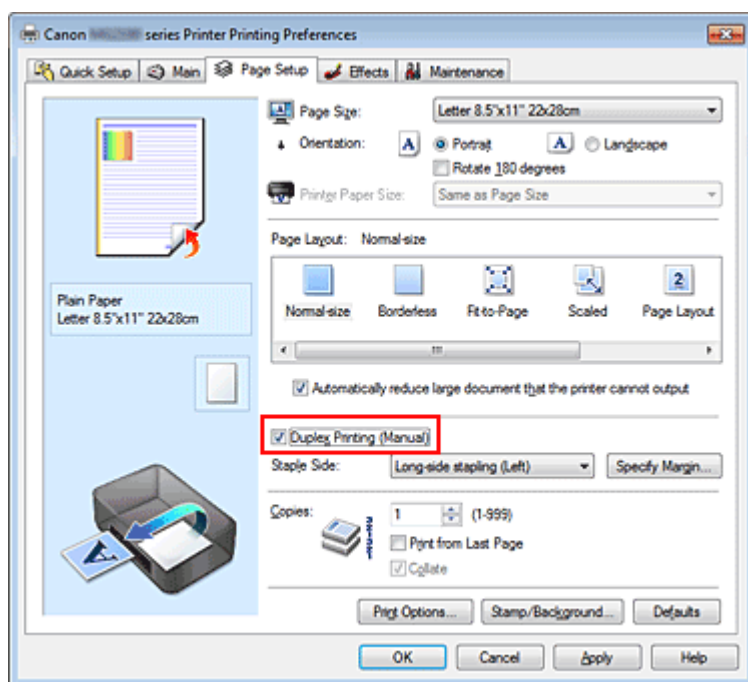 Canon series Printer Printing Preferences
Quick Setup Main Page Setup Effects Maintenance
Page Size: Letter 8.5"x11" 22x28cm
Orientation: A Portrait A Landscape
Rotate 180 degrees
Printer Paper Size: Same as Page Size
Page Layout: Normal-size
2
Normal-size Borderless Fit-to-Page Scaled Page Layout
Plain Paper
Letter 8.5"x11" 22x28cm
Automatically reduce large document that the printer cannot output
Duplex Printing (Manual)
Staple Side: Long-side stapling (Left) Specify Margin...
Copies: 1 (1-999)
Print from Last Page
Collate
A
Print Options... Stamp/Background... Defaults
OK Cancel Apply Help